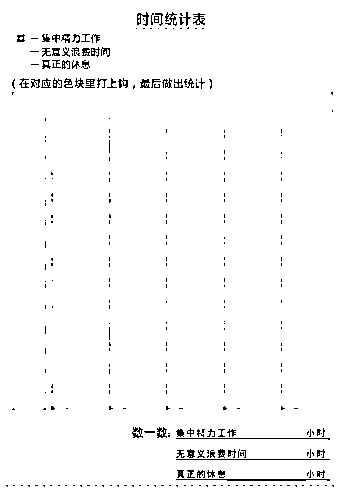 时间统计表
— 集中精力工作
— 无意义浪费时间
— 真正的休息
(在对应的色块里打上钩，最后做出统计)
数一数: 集中精力工作 小时
无意义浪费时间 小时
真正的休息 小时